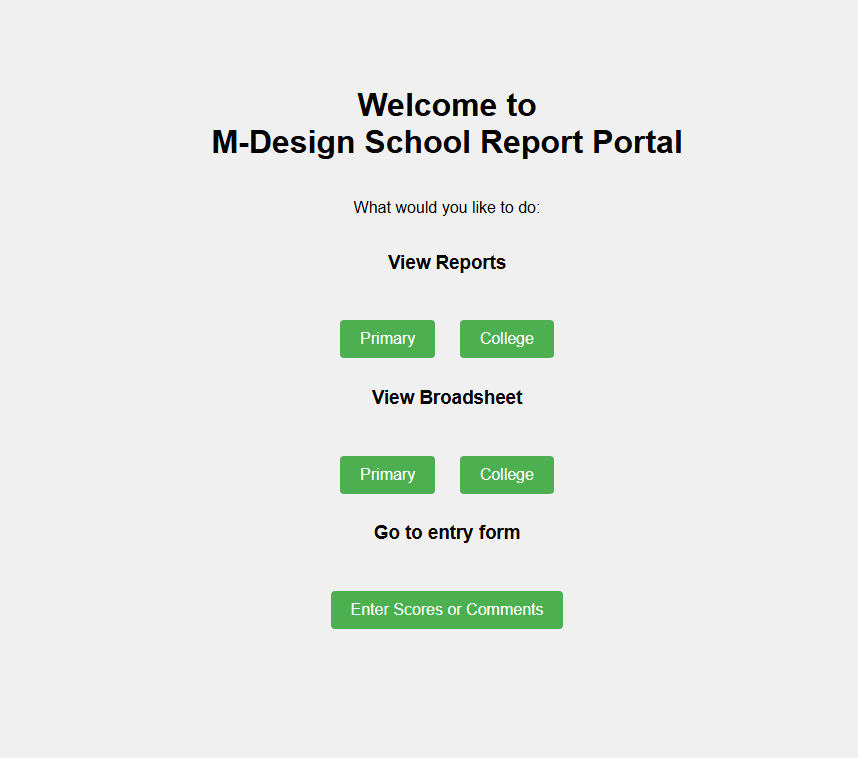 Welcome to
M-Design School Report Portal
What would you like to do:
View Reports
Primary College
View Broadsheet
Primary College
Go to entry form
Enter Scores or Comments